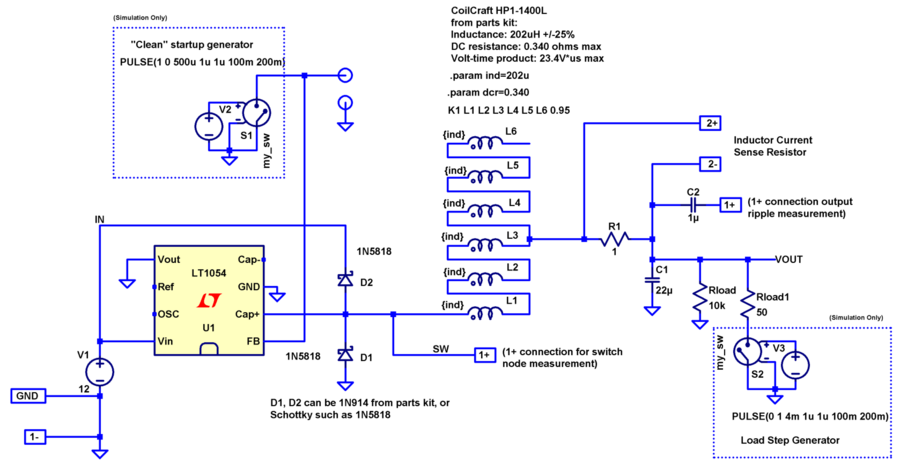 (Simulation Only)
"Clean" startup generator
PULSE(1 0 500u 1u 1u 100m 200m)
V2
S1
my_sw
CoilCraft HP1-1400L
from parts kit:
Inductance: 202uH +/-25%
DC resistance: 0.340 ohms max
Volt-time product: 23.4V*us max
.param ind=202u
.param dcr=0.340
K1 L1 L2 L3 L4 L5 L6 0.95
{ind}
L6
{ind}
L5
{ind}
L4
{ind}
L3
{ind}
L2
{ind}
L1
2+
2-
Inductor Current
Sense Resistor
C2
1µ
1+
(1+ connection output
ripple measurement)
R1
1
VOUT
C1
22µ
Rload
10k
Rload1
50
IN
Vout
Cap-
LT1054
Ref
GND
OSC
Cap+
U1
Vin
FB
1N5818
D2
1N5818
D1
SW
1+
(1+ connection for switch
node measurement)
V1
12
GND
1-
D1, D2 can be 1N914 from parts kit, or
Schottky such as 1N5818
(Simulation Only)
my_sw
V3
S2
PULSE(0 1 4m 1u 1u 100m 200m)
Load Step Generator